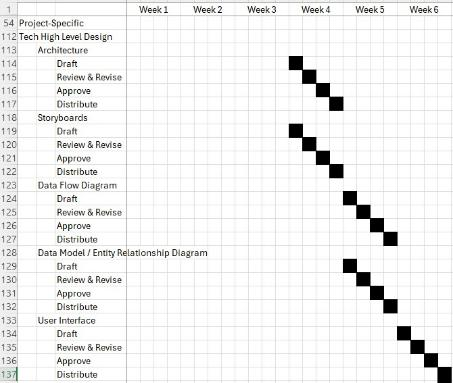 1 Week 1 Week 2 Week 3 Week 4 Week 5 Week 6
54 Project-Specific
112 Tech High Level Design
113 Architecture
114 Draft
115 Review & Revise
116 Approve
117 Distribute
118 Storyboards
119 Draft
120 Review & Revise
121 Approve
122 Distribute
123 Data Flow Diagram
124 Draft
125 Review & Revise
126 Approve
127 Distribute
128 Data Model / Entity Relationship Diagram
129 Draft
130 Review & Revise
131 Approve
132 Distribute
133 User Interface
134 Draft
135 Review & Revise
136 Approve
137 Distribute